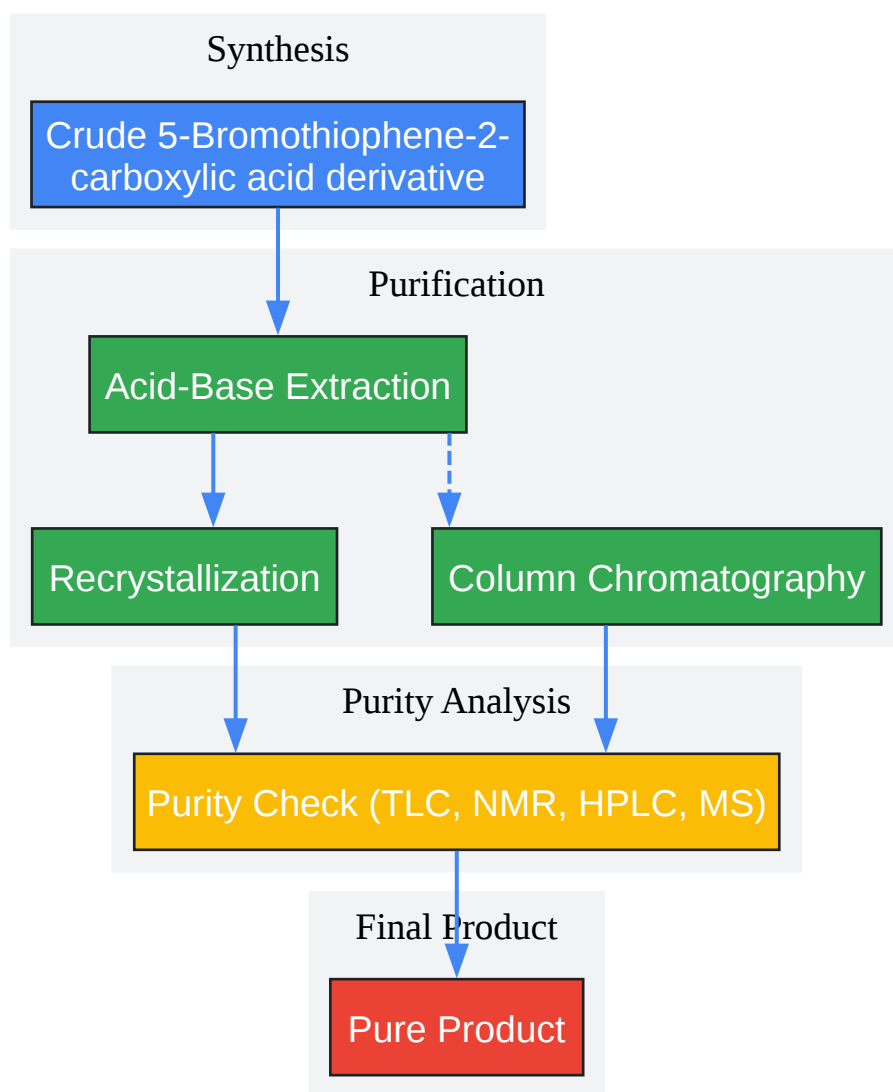 Synthesis
Crude 5-Bromothiophene-2-
carboxylic acid derivative
Purification
Acid-Base Extraction
Recrystallization
Column Chromatography
Purity Analysis
Purity Check (TLC, NMR, HPLC, MS)
Final Product
Pure Product